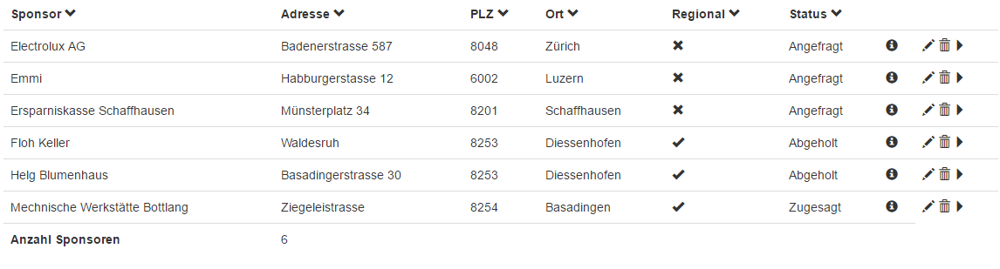 Sponsor Adresse PLZ Ort Regional Status
Electrolux AG Badenerstrasse 587 8048 Zürich Angefragt
Emmi Habburgerstasse 12 6002 Luzern Angefragt
Ersparniskasse Schaffhausen Münsterplatz 34 8201 Schaffhausen Angefragt
Floh Keller Waldesruh 8253 Diessenhofen Abgeholt
Helg Blumenhaus Basadingerstrasse 30 8253 Diessenhofen Abgeholt
Mechnische Werkstätte Bottlang Ziegeleistrasse 8254 Basadingen Zugesagt
Anzahl Sponsoren 6